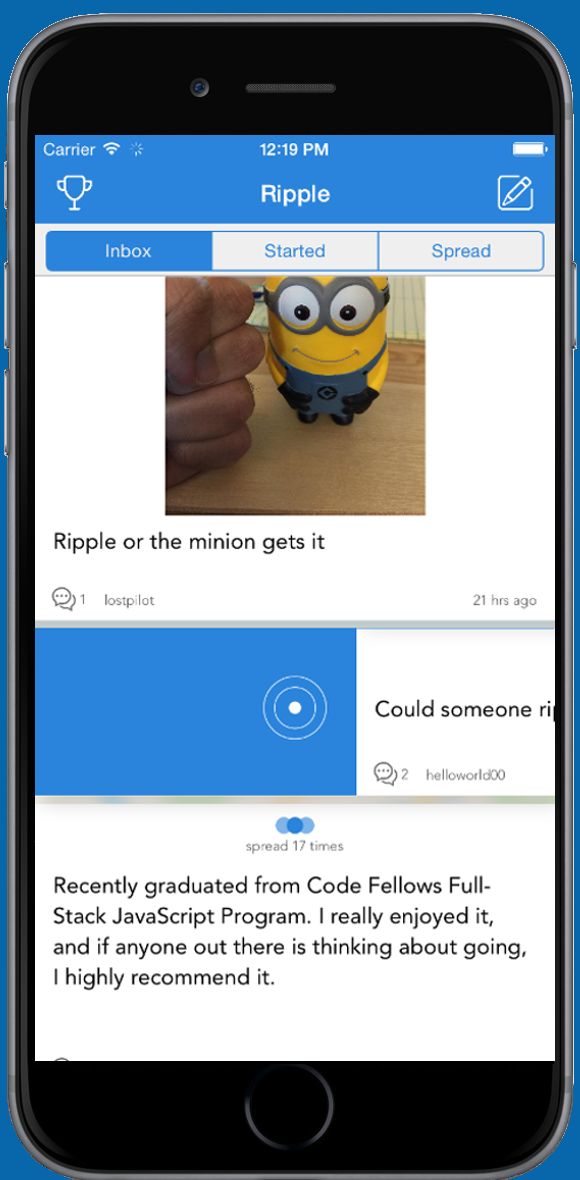 Carrier 12:19 PM
Ripple
Inbox Started Spread
Ripple or the minion gets it
1 lostpilot 21 hrs ago
Could someone
2 helloworld00
spread 17 times
Recently graduated from Code Fellows Full-
Stack JavaScript Program. I really enjoyed it,
and if anyone out there is thinking about going,
I highly recommend it.